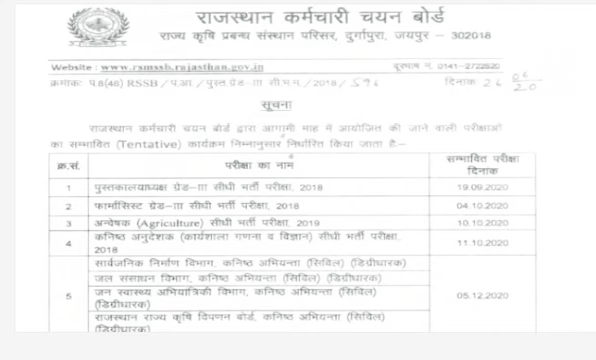 राजस्थान कर्मचारी चयन बोर्ड
राज्य कृषि प्रबन्ध संस्थान परिसर, दुर्गापुरा, जयपुर – 302018
Website : www.rsmssb.rajasthan.gov.in दूरभाष नं. 0141–2722520
क्रमांकः प.8(48) RSSB / प.आ. / पुस्त.ग्रेड–III सी.भ.प. / 2018 / 596 दिनांक 26 06 20
सूचना
राजस्थान कर्मचारी चयन बोर्ड द्वारा आगामी माह में आयोजित की जाने वाली परीक्षाओं
का सम्भावित (Tentative) कार्यक्रम निम्नानुसार निर्धारित किया जाता है:–
क्र.सं. परीक्षा का नाम सम्भावित परीक्षा दिनांक
1 पुस्तकालयाध्यक्ष ग्रेड–III सीधी भर्ती परीक्षा, 2018 19.09.2020
2 फार्मासिस्ट ग्रेड–III सीधी भर्ती परीक्षा, 2018 04.10.2020
3 अन्वेषक (Agriculture) सीधी भर्ती परीक्षा, 2019 10.10.2020
4 कनिष्ठ अनुदेशक (कार्यशाला गणना व विज्ञान) सीधी भर्ती परीक्षा, 2018 11.10.2020
5 सार्वजनिक निर्माण विभाग, कनिष्ठ अभियन्ता (सिविल) (डिग्रीधारक)
जल संसाधन विभाग, कनिष्ठ अभियन्ता (सिविल) (डिग्रीधारक)
जन स्वास्थ्य अभियांत्रिकी विभाग, कनिष्ठ अभियन्ता (सिविल)
(डिग्रीधारक) 05.12.2020
राजस्थान राज्य कृषि विपणन बोर्ड, कनिष्ठ अभियन्ता (सिविल)
(डिग्रीधारक)